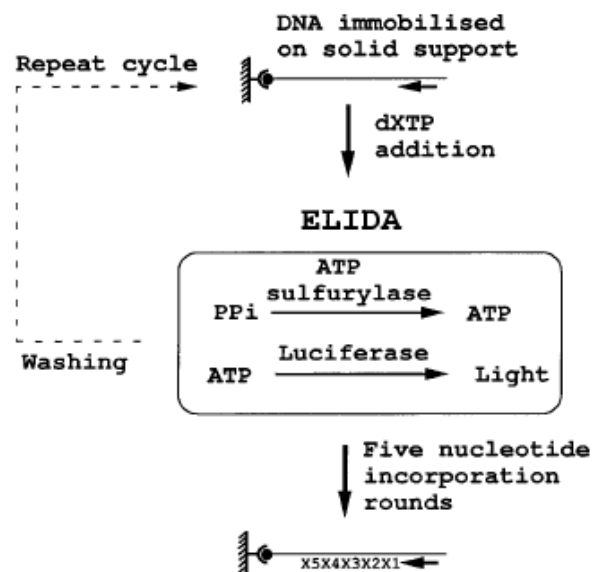 DNA immobilised
on solid support
Repeat cycle
dXTP
addition
ELIDA
ATP
sulfurylase
PPi
ATP
Luciferase
ATP
Light
Washing
Five nucleotide
incorporation
rounds
X5X4X3X2X1